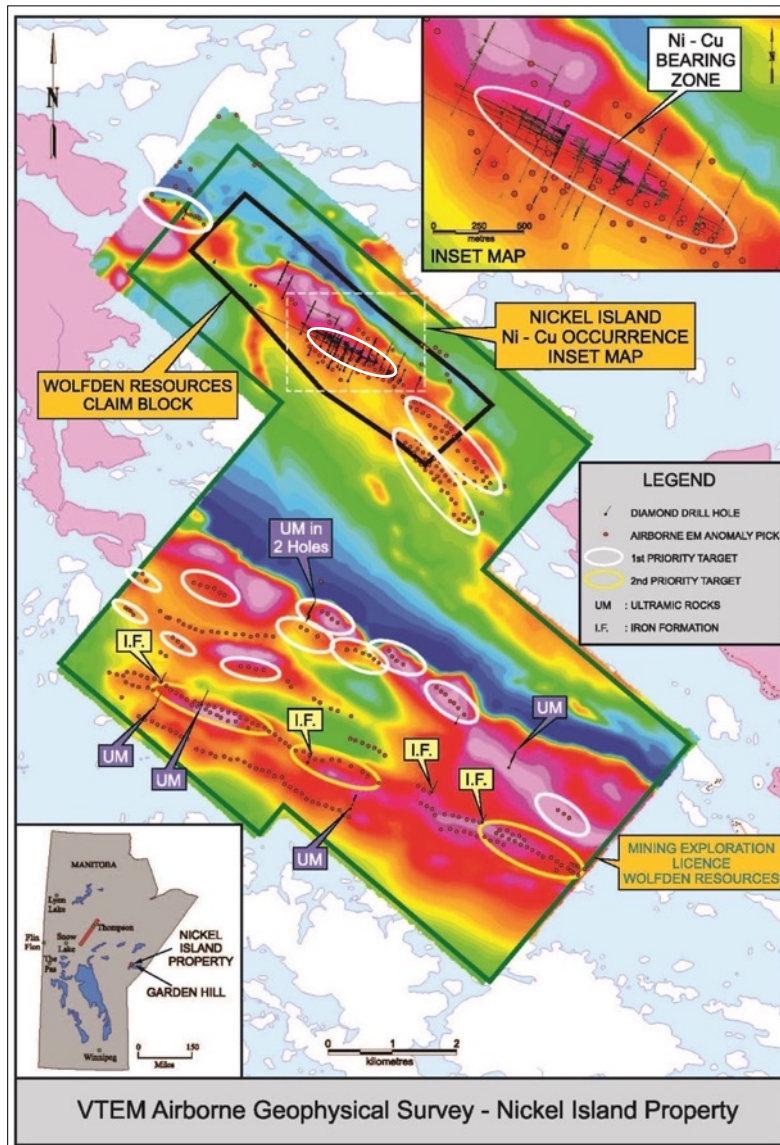 N
Ni - Cu
BEARING
ZONE
0 250 500
metres
INSET MAP
NICKEL ISLAND
Ni - Cu OCCURRENCE
INSET MAP
WOLFDEN RESOURCES
CLAIM BLOCK
LEGEND
DIAMOND DRILL HOLE
AIRBORNE EM ANOMALY PICK
1st PRIORITY TARGET
2nd PRIORITY TARGET
UM : ULTRAMIC ROCKS
I.F. : IRON FORMATION
UM in
2 Holes
I.F.
UM
I.F.
I.F.
I.F.
UM
UM
UM
MINING EXPLORATION
LICENCE
WOLFDEN RESOURCES
N
MANITOBA
Lynn
Lake
Thompson
Snow
Lake
Flin
Flon
The
Pas
NICKEL
ISLAND
PROPERTY
GARDEN HILL
Winnipeg
0 150
Miles
0 1 2
kilometres
VTEM Airborne Geophysical Survey - Nickel Island Property